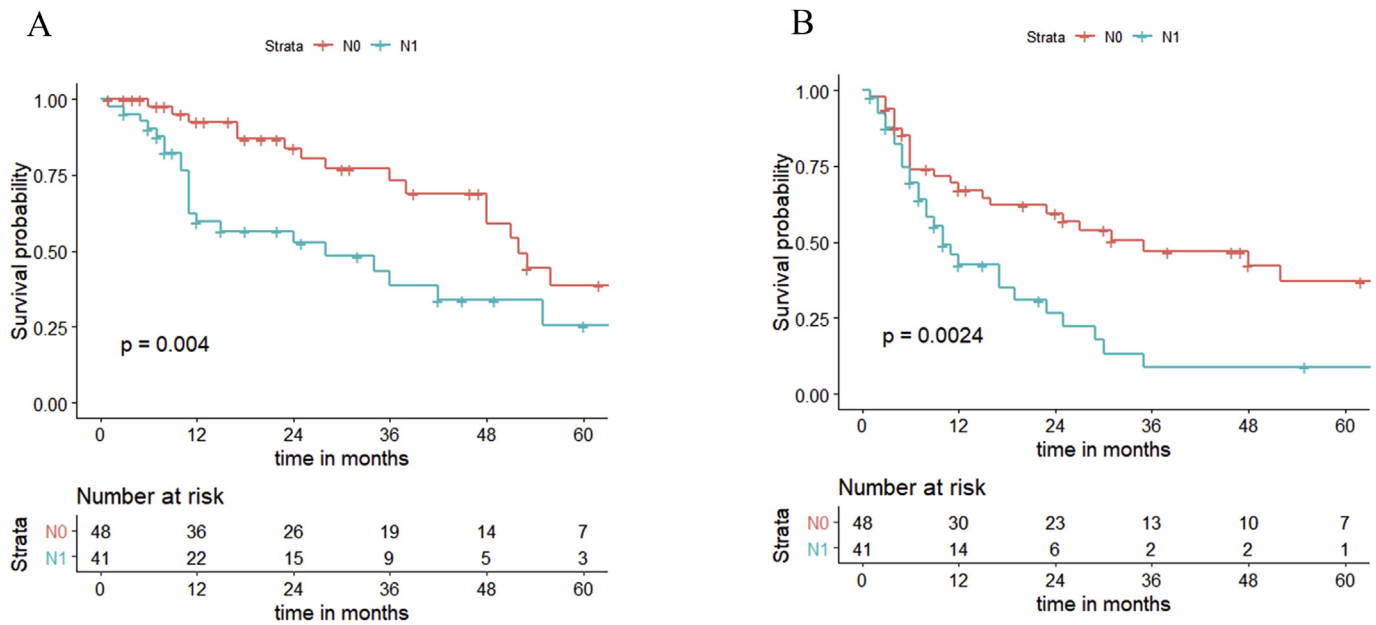 A
Strata N0 N1
Survival probability
1.00
0.75
0.50
0.25
0.00
p = 0.004
0 12 24 36 48 60
time in months
Number at risk
Strata
N0 48 36 26 19 14 7
N1 41 22 15 9 5 3
0 12 24 36 48 60
time in months
B
Strata N0 N1
Survival probability
1.00
0.75
0.50
0.25
0.00
p = 0.0024
0 12 24 36 48 60
time in months
Number at risk
Strata
N0 48 30 23 13 10 7
N1 41 14 6 2 2 1
0 12 24 36 48 60
time in months